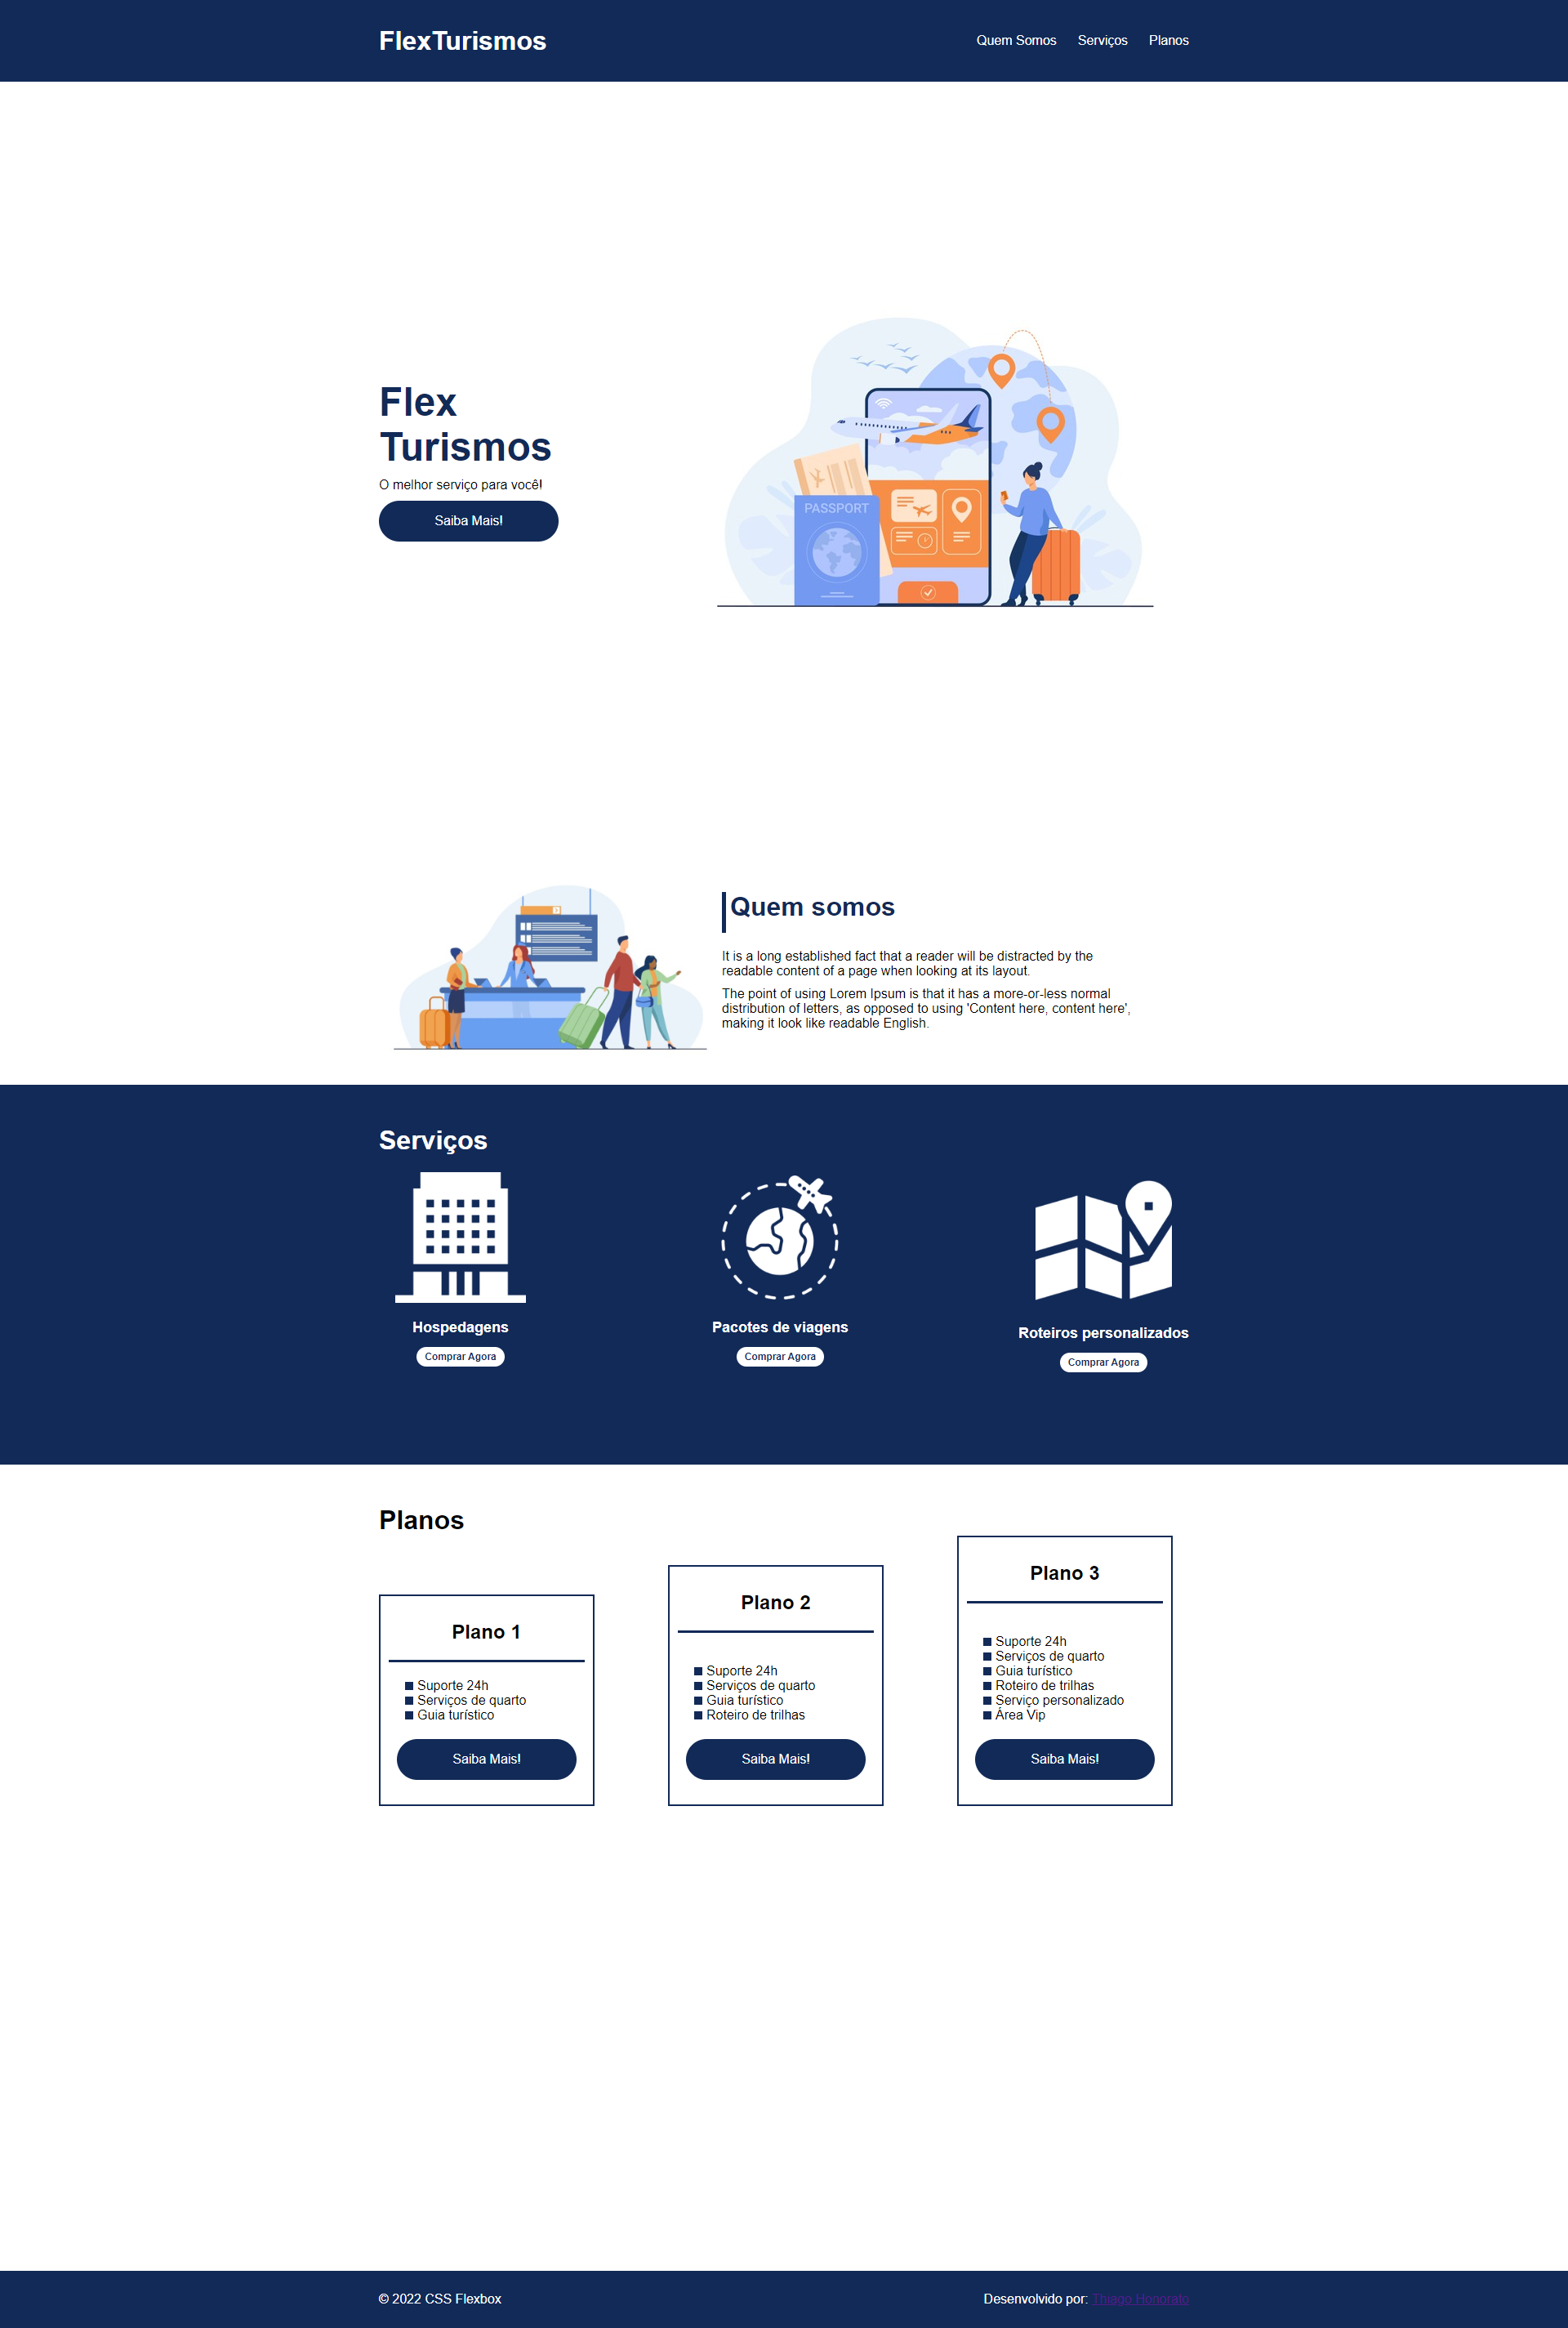 FlexTurismos
Quem Somos Serviços Planos
Flex
Turismos
O melhor serviço para você!
Saiba Mais!
PASSPORT
Quem somos
It is a long established fact that a reader will be distracted by the
readable content of a page when looking at its layout.
The point of using Lorem Ipsum is that it has a more-or-less normal
distribution of letters, as opposed to using 'Content here, content here',
making it look like readable English.
Serviços
Hospedagens
Comprar Agora
Pacotes de viagens
Comprar Agora
Roteiros personalizados
Comprar Agora
Planos
Plano 1
Suporte 24h
Serviços de quarto
Guia turístico
Saiba Mais!
Plano 2
Suporte 24h
Serviços de quarto
Guia turístico
Roteiro de trilhas
Saiba Mais!
Plano 3
Suporte 24h
Serviços de quarto
Guia turístico
Roteiro de trilhas
Serviço personalizado
Área Vip
Saiba Mais!
© 2022 CSS Flexbox
Desenvolvido por: Thiago Honorato